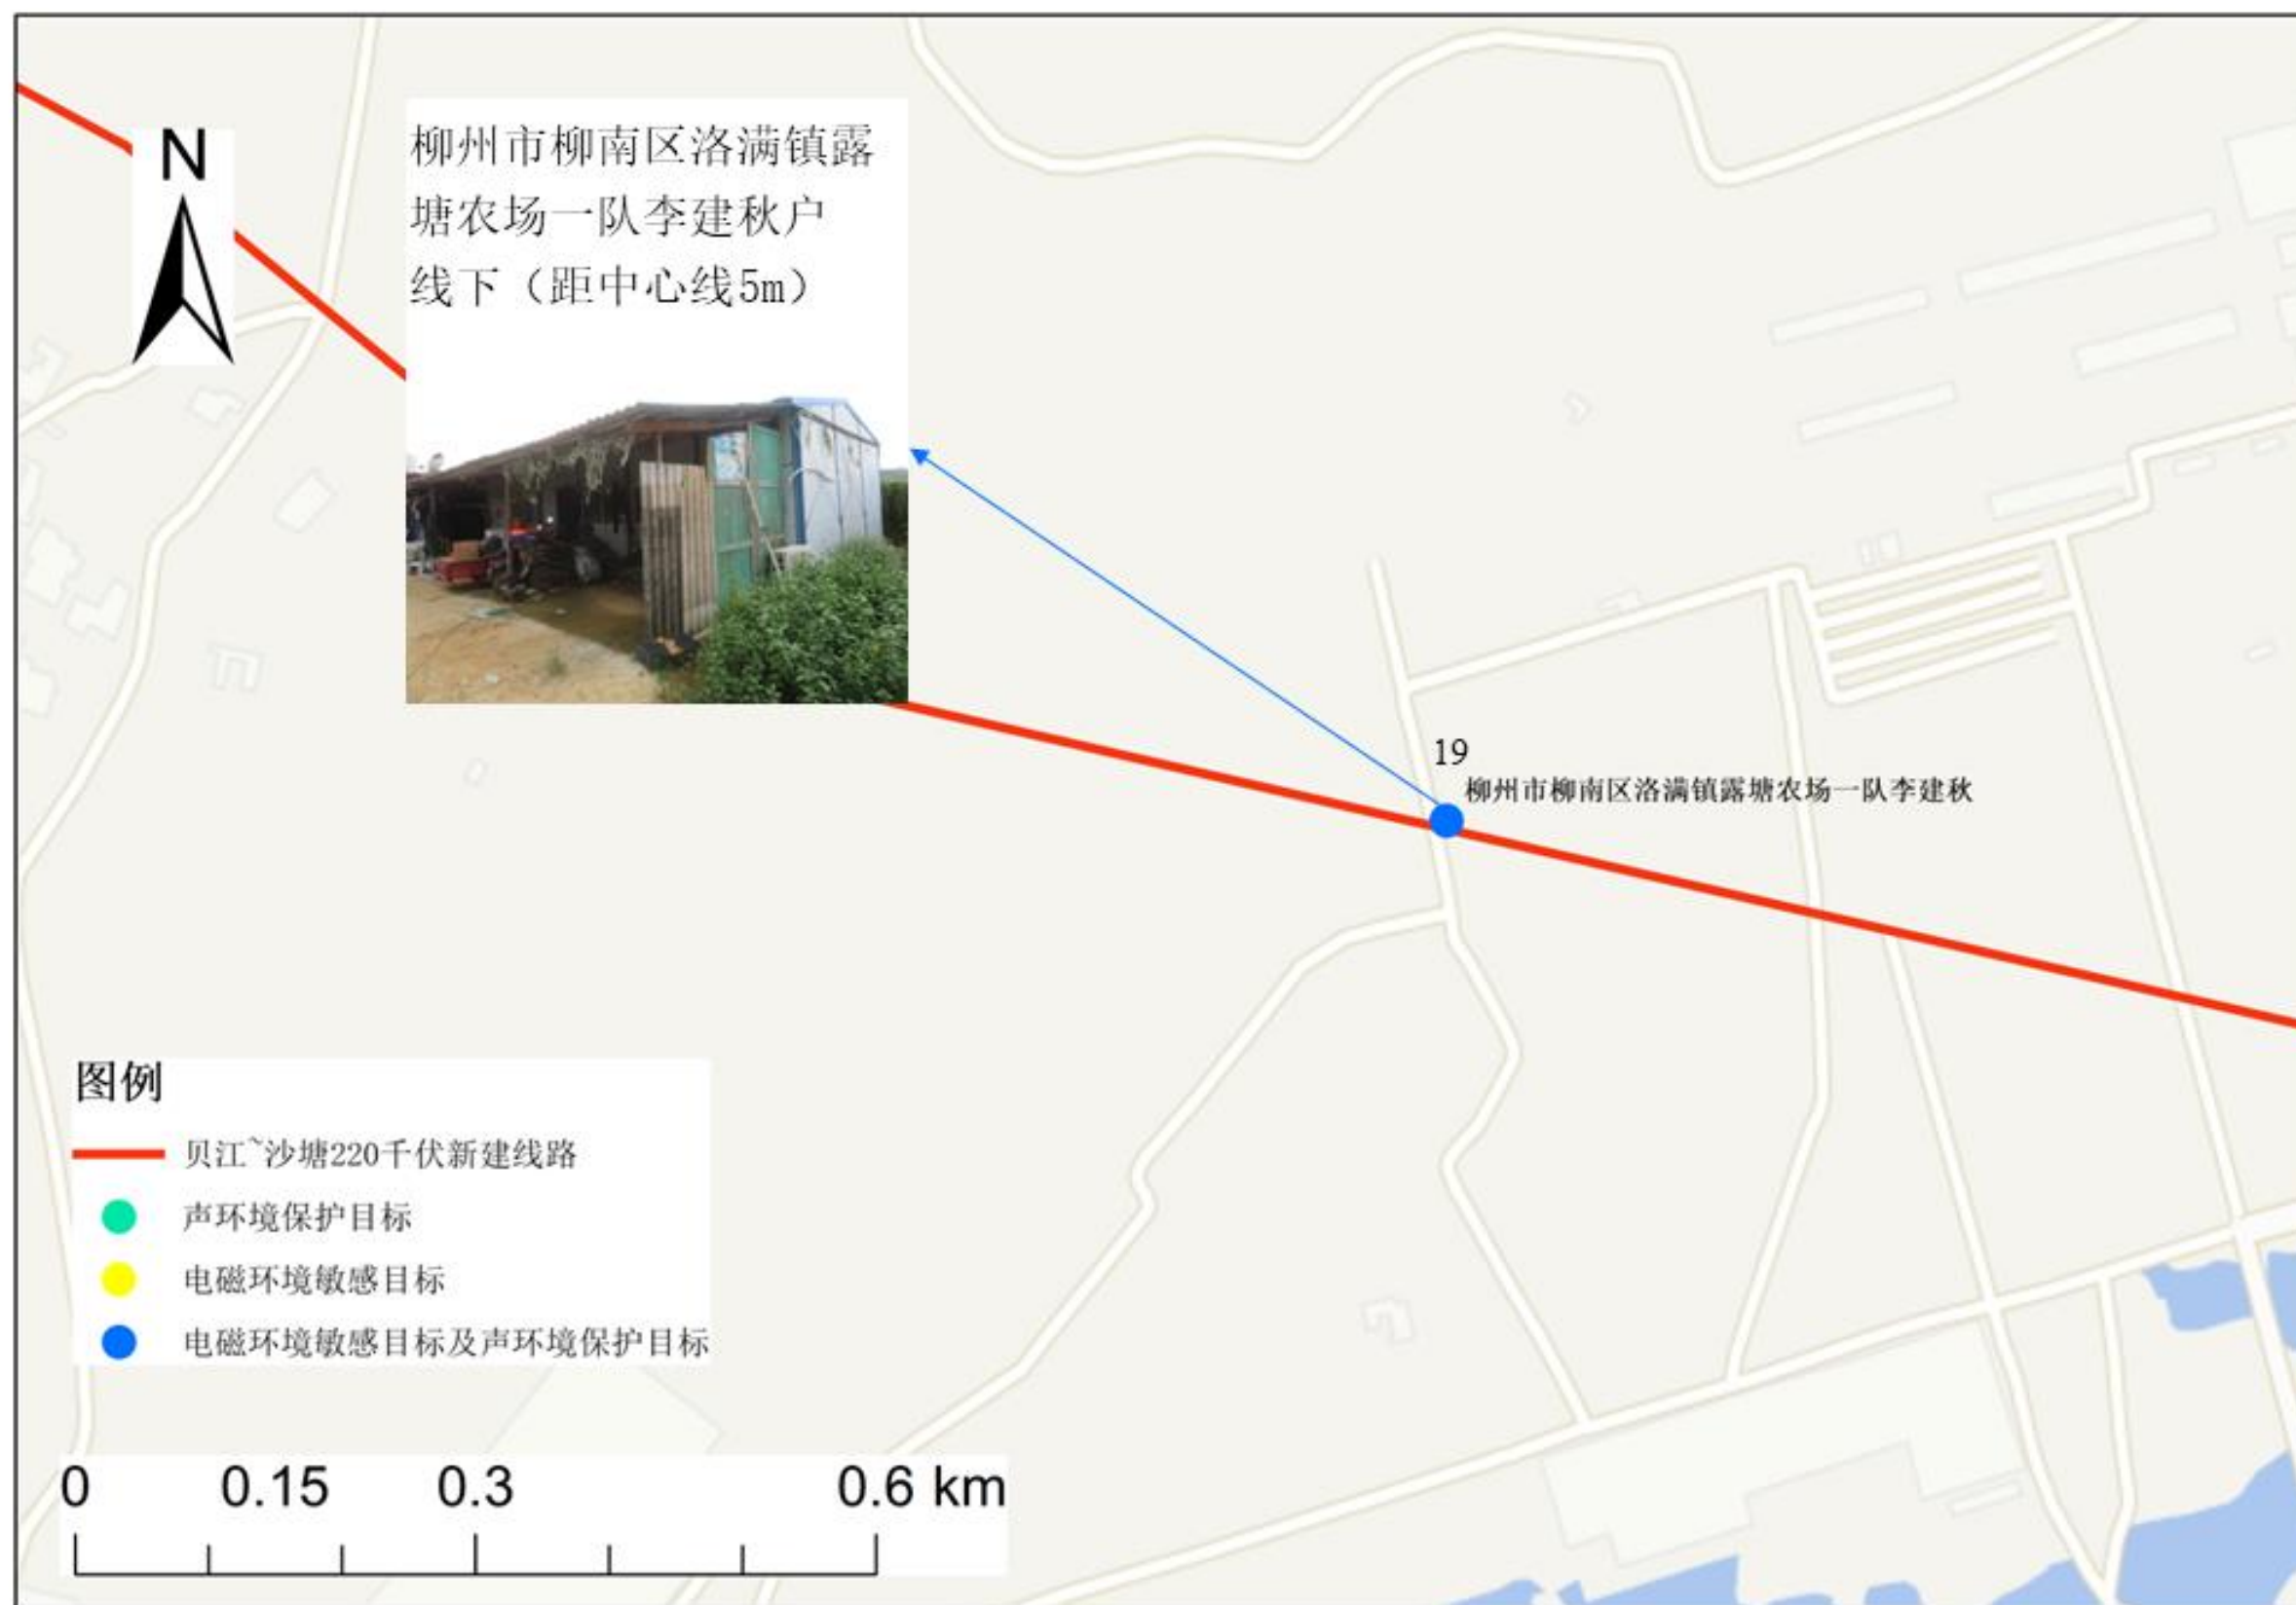 N
柳州市柳南区洛满镇露
塘农场一队李建秋户
线下（距中心线5m）
19
柳州市柳南区洛满镇露塘农场一队李建秋
图例
贝江~沙塘220千伏新建线路
声环境保护目标
电磁环境敏感目标
电磁环境敏感目标及声环境保护目标
0 0.15 0.3 0.6 km